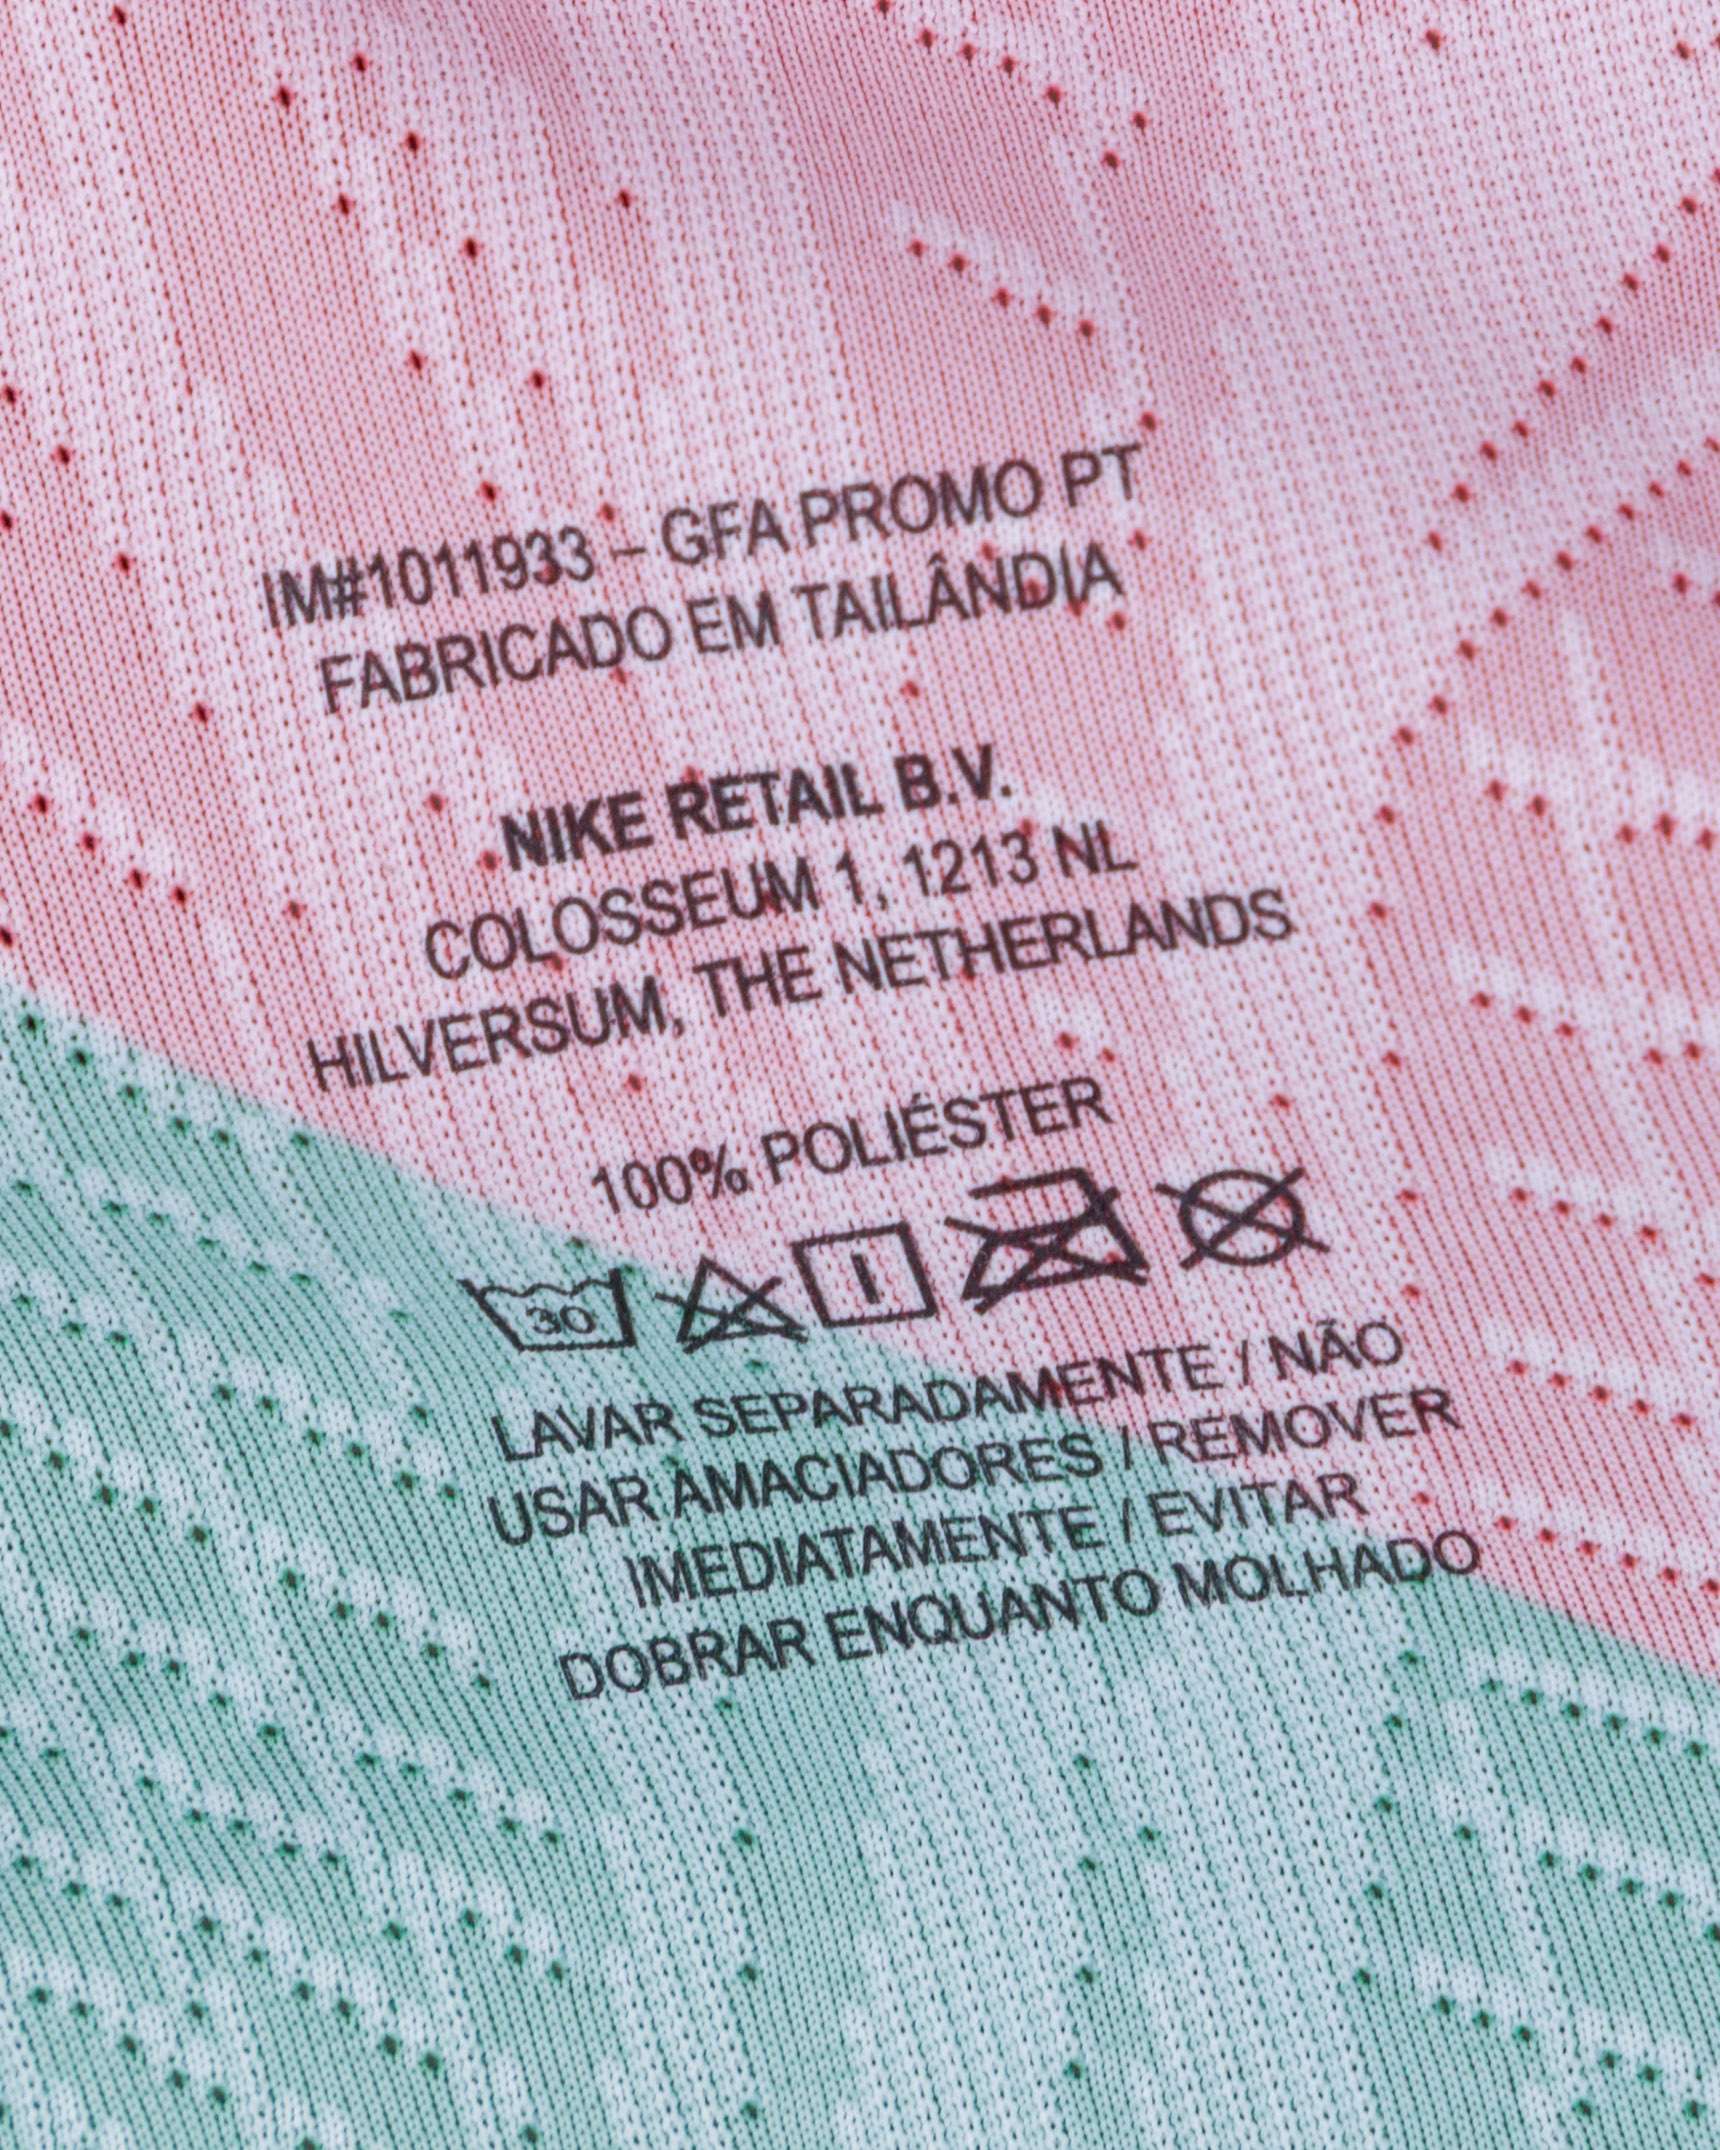 IM#1011933 – GFA PROMO PT
FABRICADO EM TAILÂNDIA
NIKE RETAIL B.V.
COLOSSEUM 1, 1213 NL
HILVERSUM, THE NETHERLANDS
100% POLIÉSTER
30
LAVAR SEPARADAMENTE / NÃO
USAR AMACIADORES / REMOVER
IMEDIATAMENTE / EVITAR
DOBRAR ENQUANTO MOLHADO